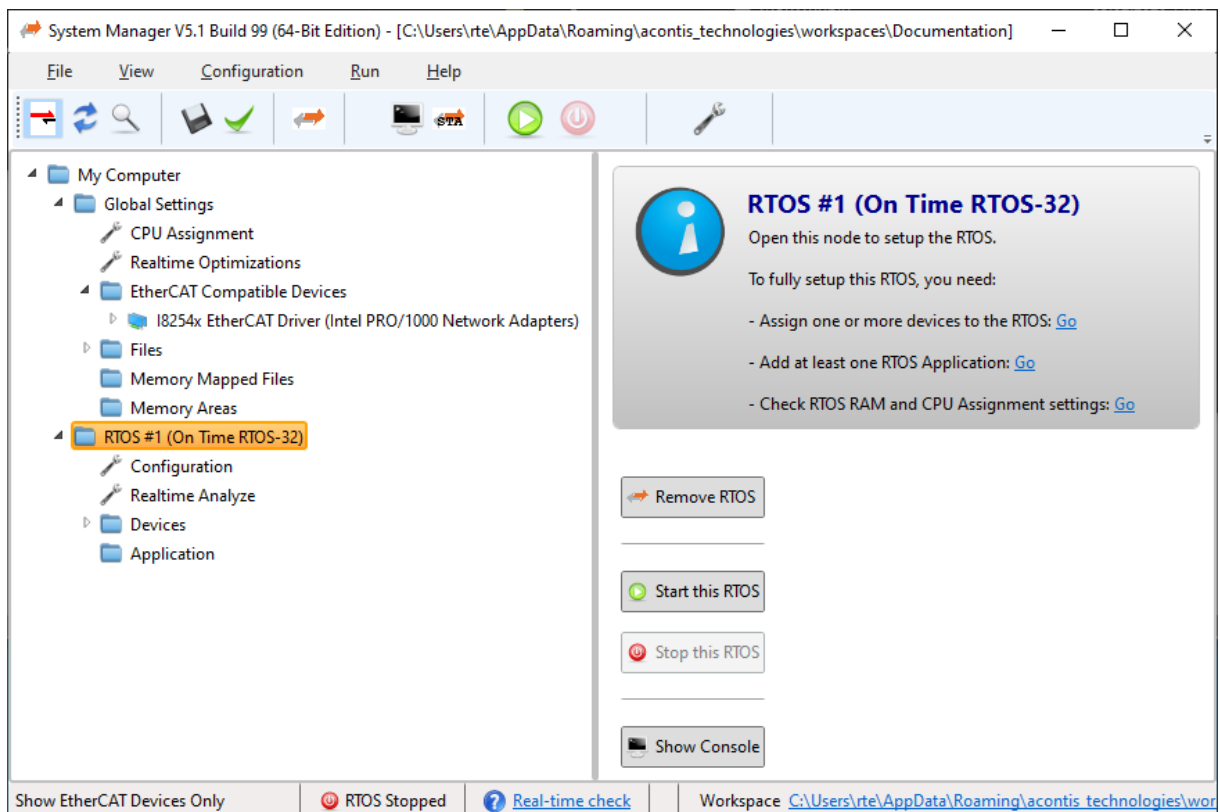 System Manager V5.1 Build 99 (64-Bit Edition) - [C:\Users\rte\AppData\Roaming\acontis_technologies\workspaces\Documentation]
File View Configuration Run Help
STA
My Computer
Global Settings
CPU Assignment
Realtime Optimizations
EtherCAT Compatible Devices
I8254x EtherCAT Driver (Intel PRO/1000 Network Adapters)
Files
Memory Mapped Files
Memory Areas
RTOS #1 (On Time RTOS-32)
Configuration
Realtime Analyze
Devices
Application
RTOS #1 (On Time RTOS-32)
Open this node to setup the RTOS.
To fully setup this RTOS, you need:
- Assign one or more devices to the RTOS: Go
- Add at least one RTOS Application: Go
- Check RTOS RAM and CPU Assignment settings: Go
Remove RTOS
Start this RTOS
Stop this RTOS
Show Console
Show EtherCAT Devices Only RTOS Stopped Real-time check Workspace C:\Users\rte\AppData\Roaming\acontis_technologies\wor